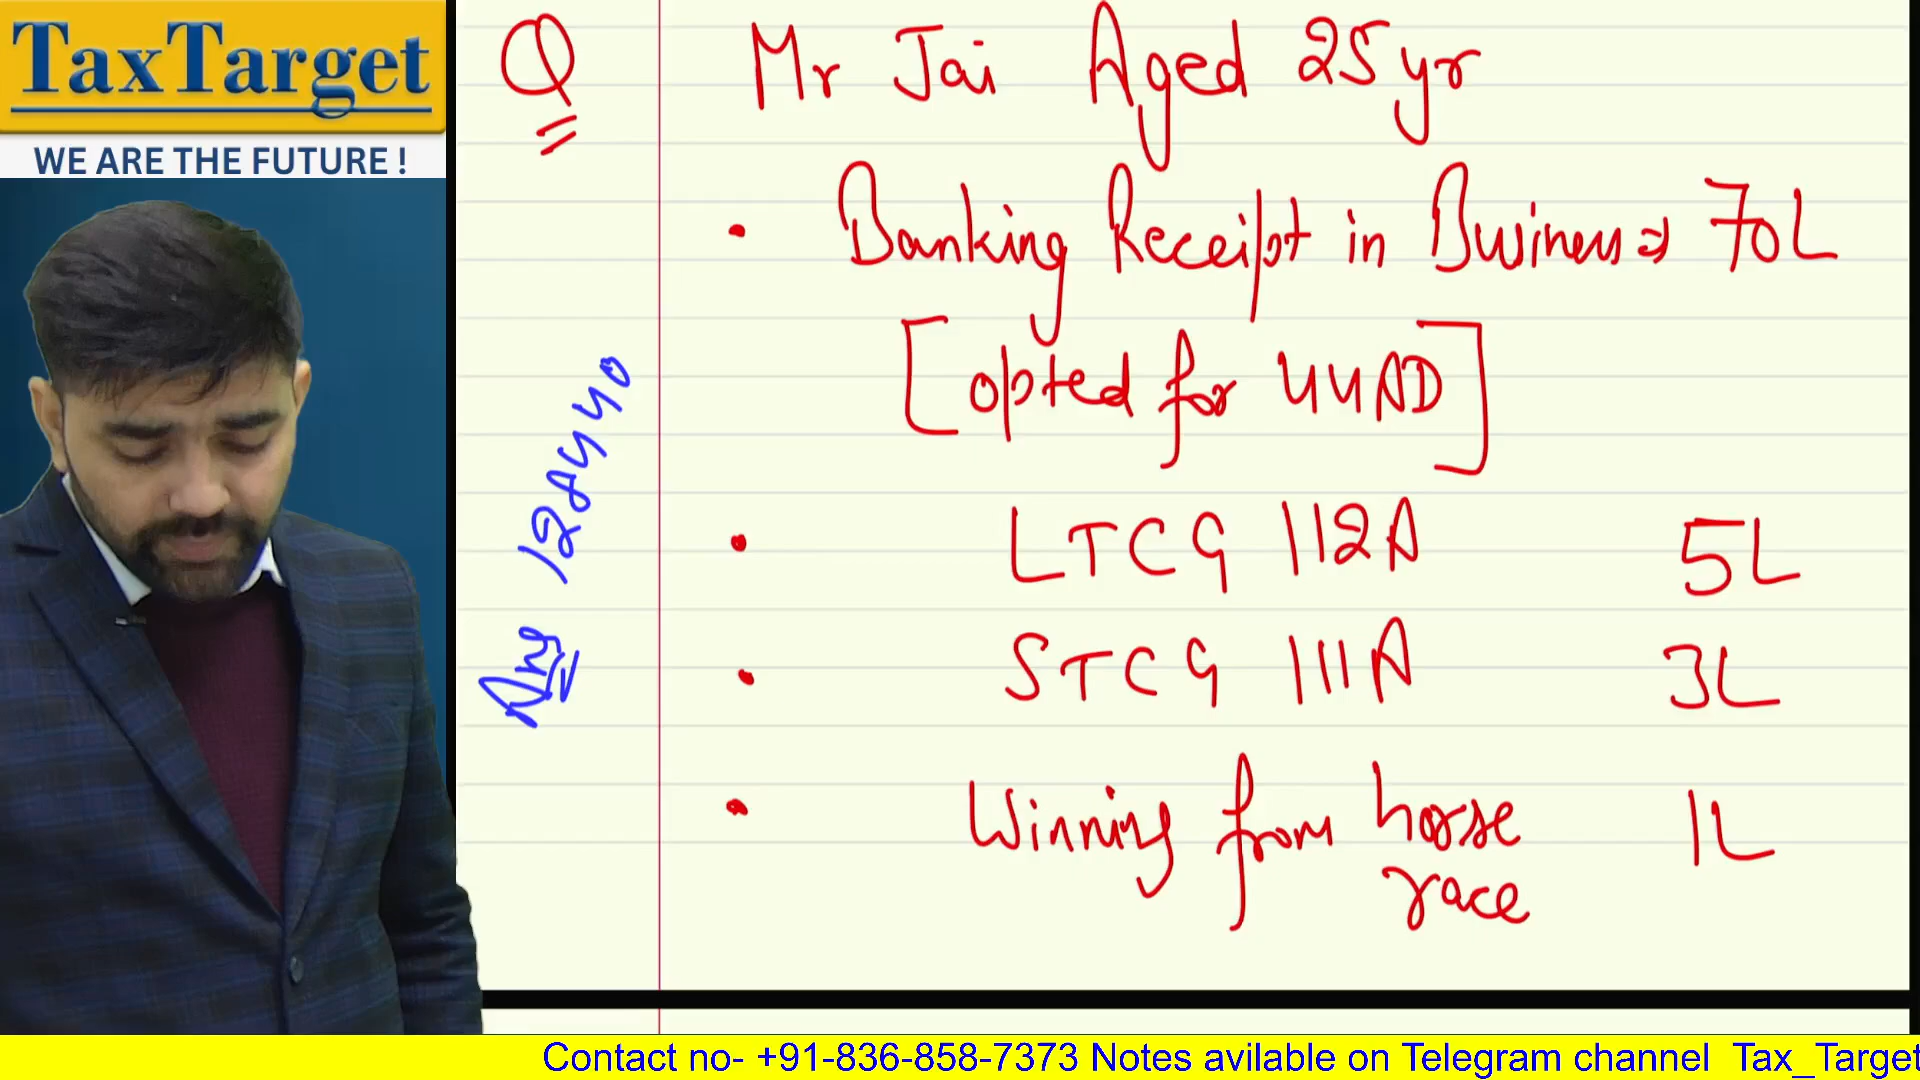 TaxTarget
WE ARE THE FUTURE !
Q
Mr Jai Aged 25yr
• Banking Receipt in Business ⇒ 70L
[opted for 44AD]
• LTCG 112A 5L
• STCG 111A 3L
• Winning from horse race 1L
Ans 128440
Contact no- +91-836-858-7373 Notes avilable on Telegram channel Tax_Target